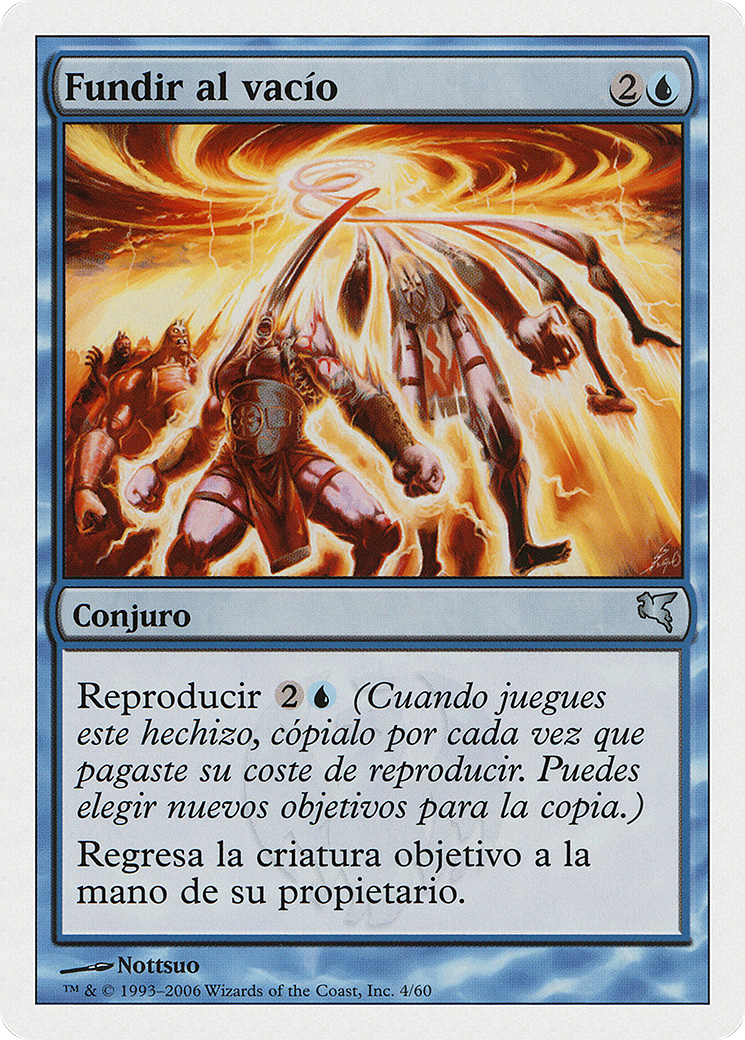 Fundir al vacío 2
Conjuro
Reproducir 2 (Cuando juegues
este hechizo, cópialo por cada vez que
pagaste su coste de reproducir. Puedes
elegir nuevos objetivos para la copia.)
Regresa la criatura objetivo a la
mano de su propietario.
Nottsuo
™ & © 1993–2006 Wizards of the Coast, Inc. 4/60